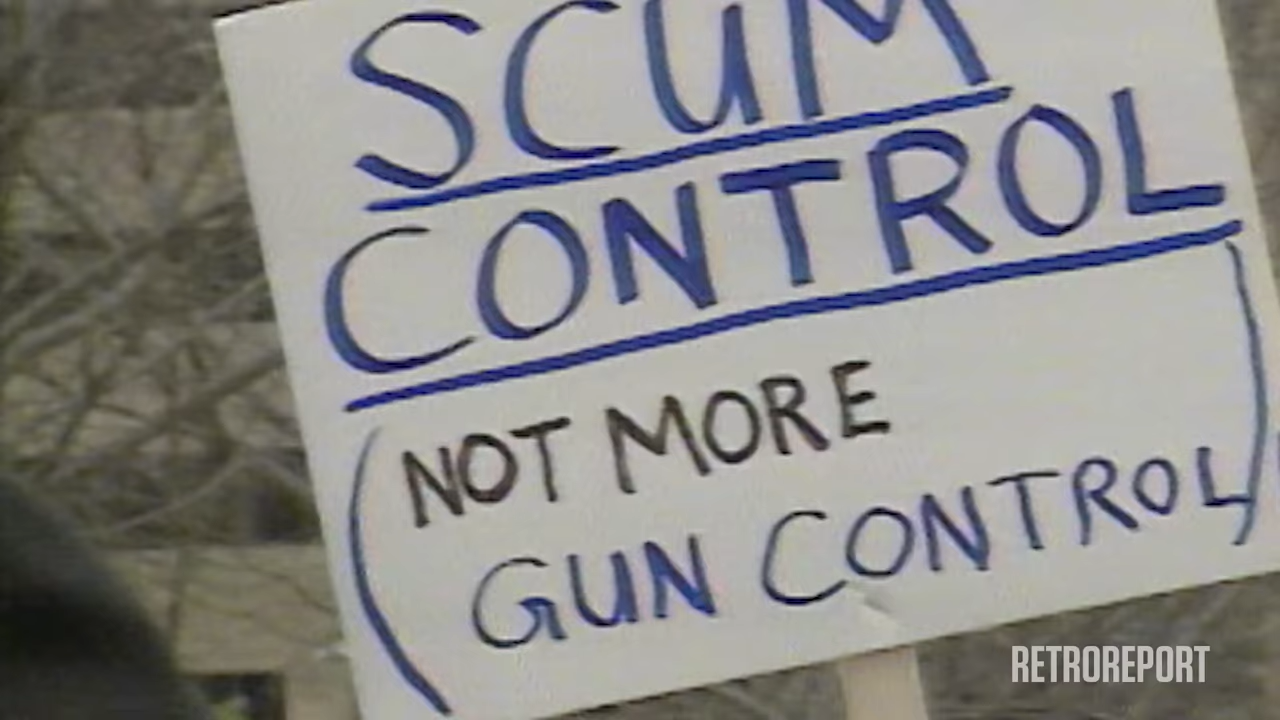 SCUM
CONTROL
(NOT MORE
GUN CONTROL)
RETROREPORT